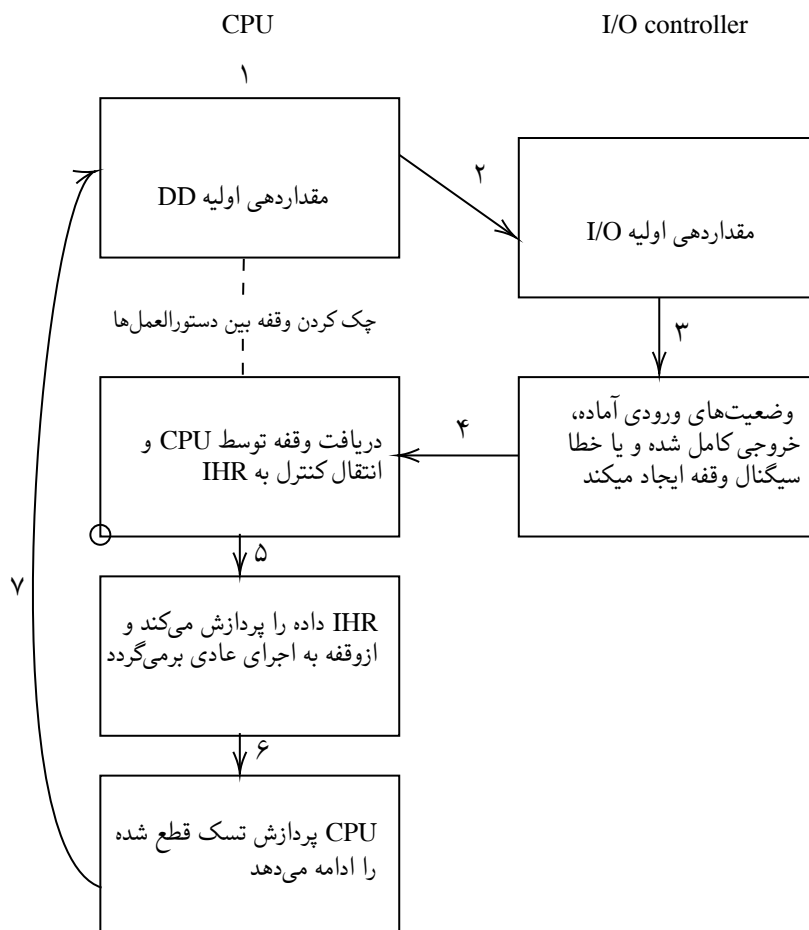 CPU
I/O controller
۱
مقداردهی اولیه DD
۲
مقداردهی اولیه I/O
چک کردن وقفه بین دستورالعمل‌ها
۳
دریافت وقفه توسط CPU و
انتقال کنترل به IHR
۴
وضعیت‌های ورودی آماده،
خروجی کامل شده و یا خطا
سیگنال وقفه ایجاد میکند
۵
IHR داده را پردازش می‌کند و
ازوقفه به اجرای عادی برمی‌گردد
۷
۶
CPU پردازش تسک قطع شده
را ادامه می‌دهد